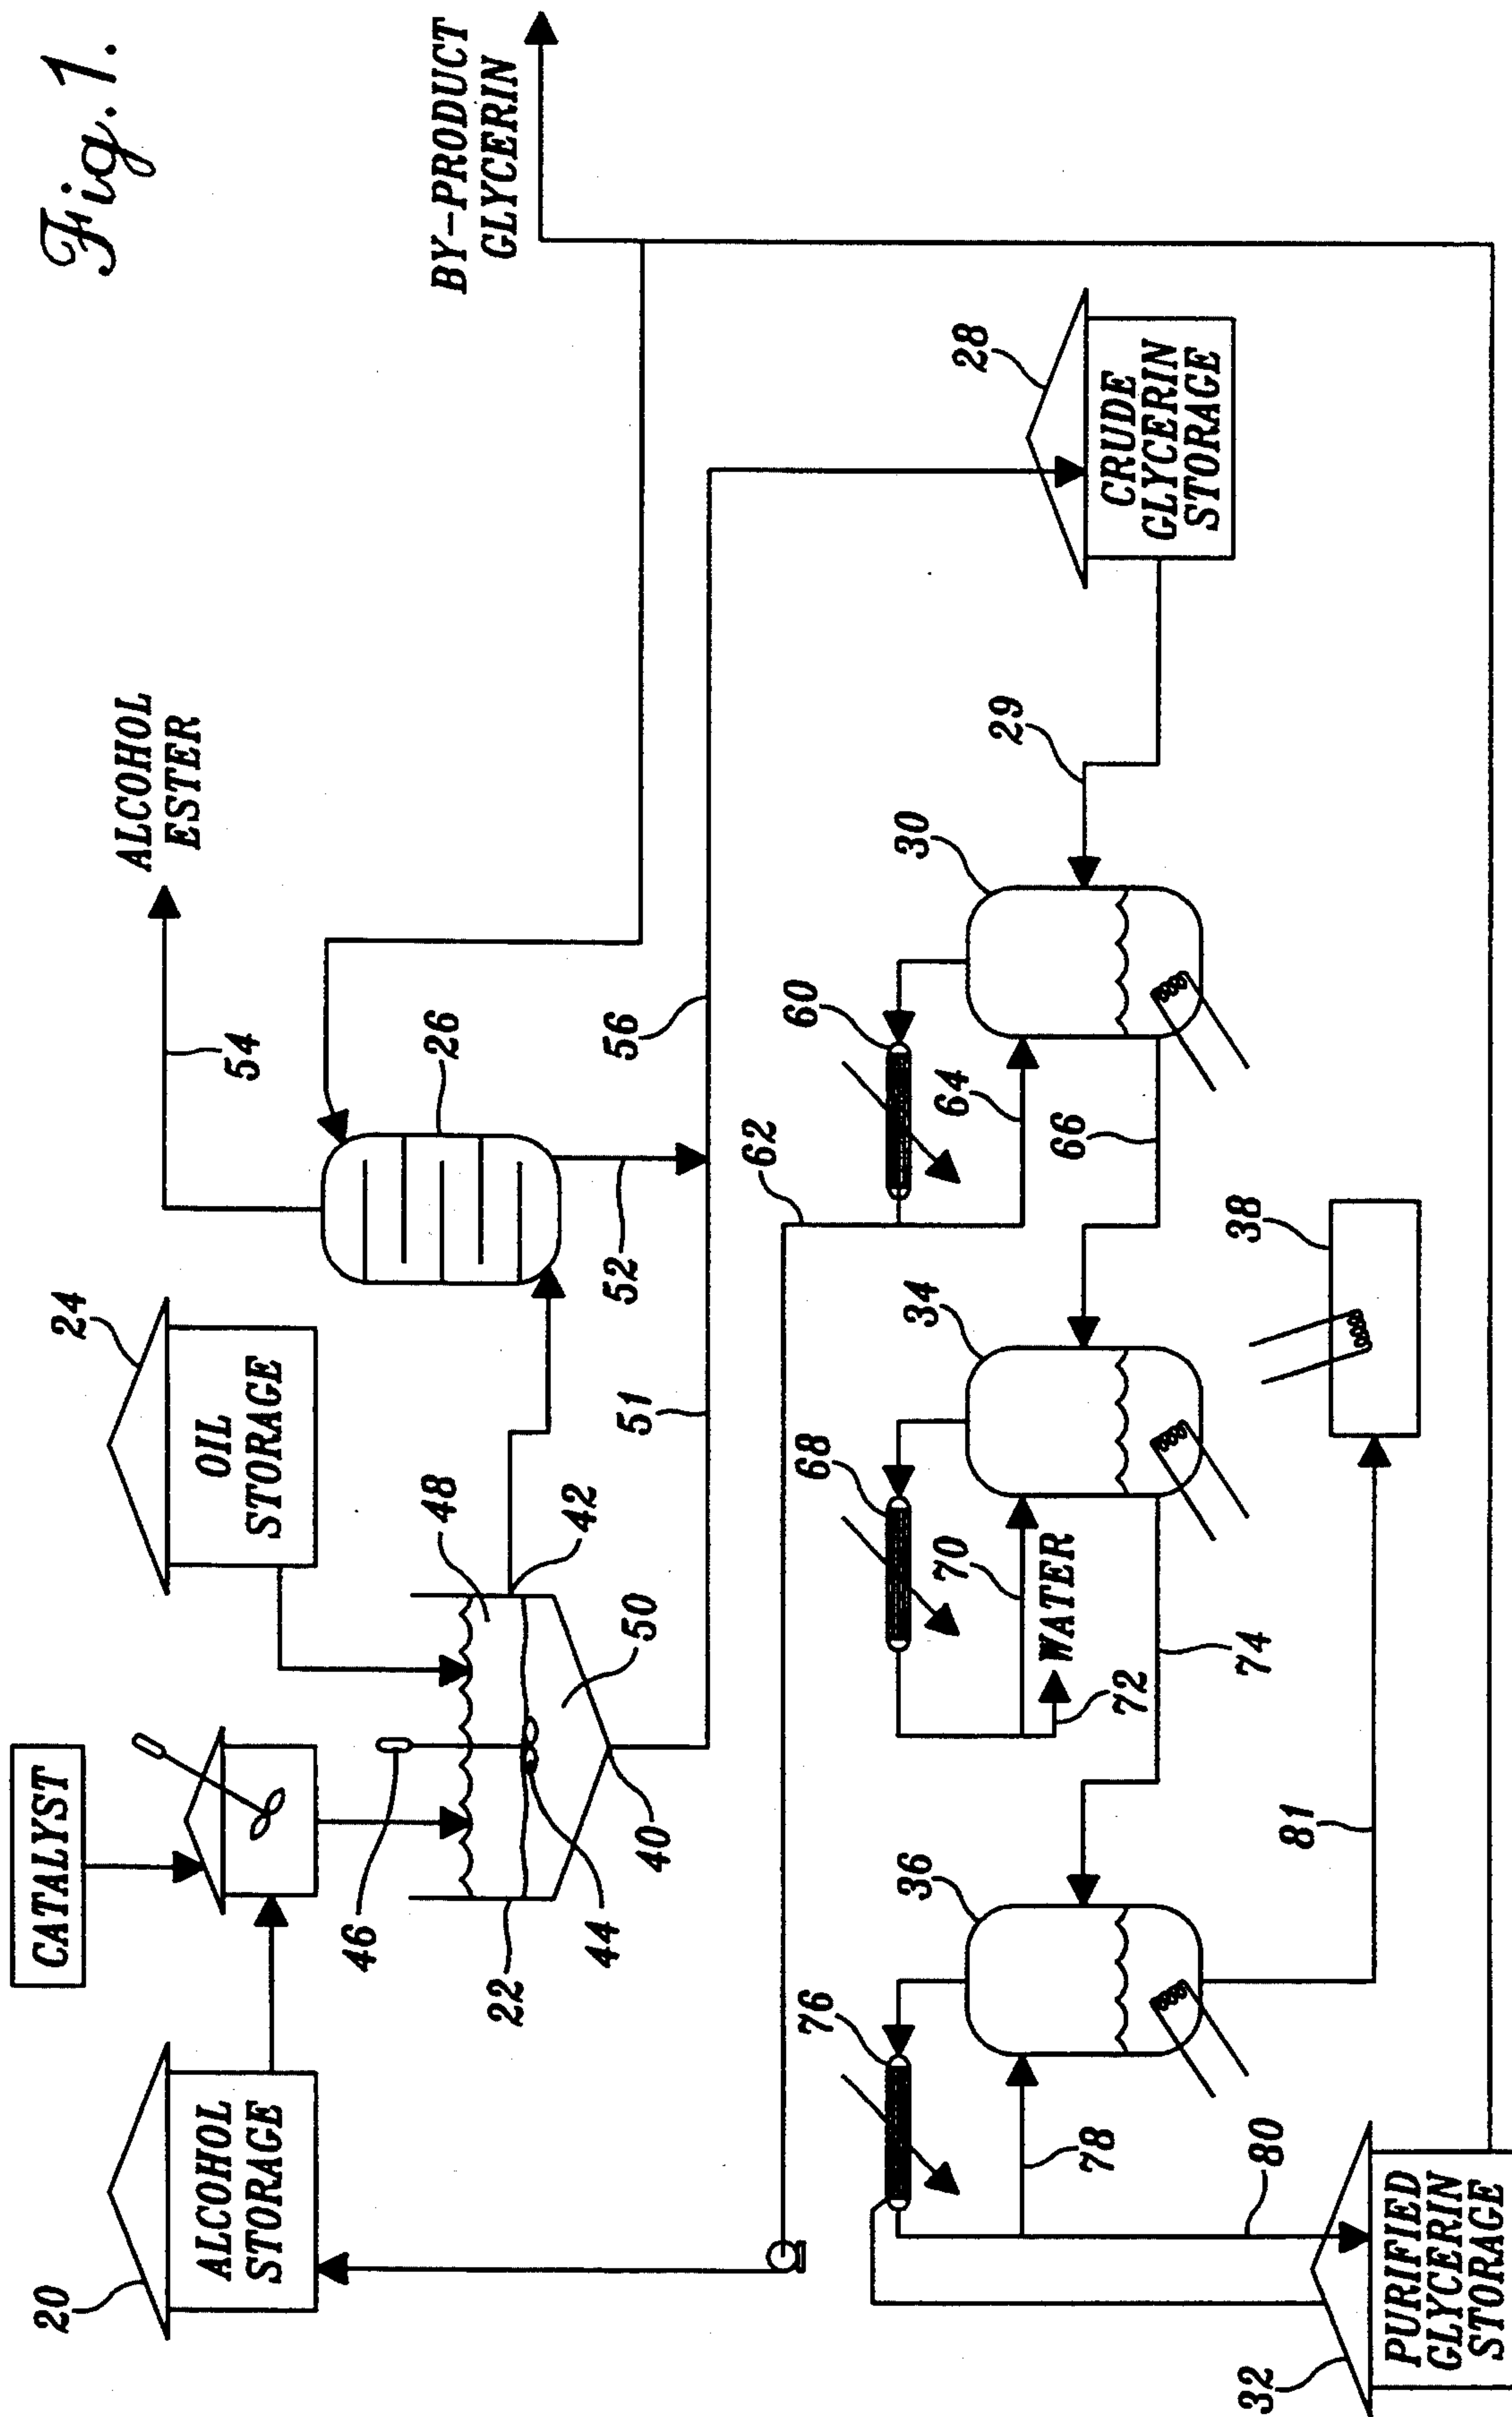 Fig. 1.
CATALYST
20
ALCOHOL
STORAGE
24
OIL
STORAGE
ALCOHOL
ESTER
54
BY-PRODUCT
GLYCERIN
46
48
42
22
44
40
50
26
52
51
56
62
28
CRUDE
GLYCERIN
STORAGE
76
36
68
34
60
30
29
78
70
72
WATER
74
64
66
80
81
38
32
PURIFIED
GLYCERIN
STORAGE